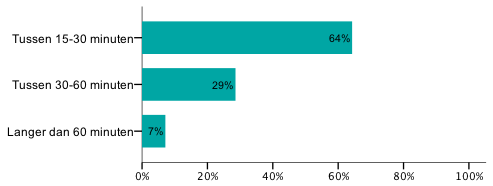 Tussen 15-30 minuten 64%
Tussen 30-60 minuten 29%
Langer dan 60 minuten 7%
0% 20% 40% 60% 80% 100%